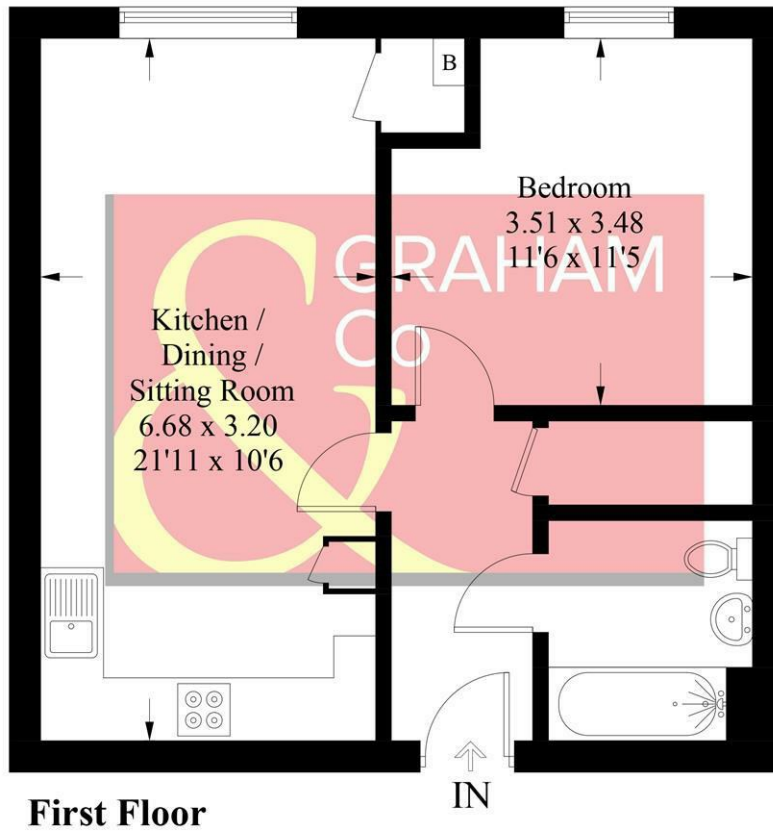 B
Bedroom
3.51 x 3.48
11'6 x 11'5
& GRAHAM
Co
Kitchen /
Dining /
Sitting Room
6.68 x 3.20
21'11 x 10'6
IN
First Floor